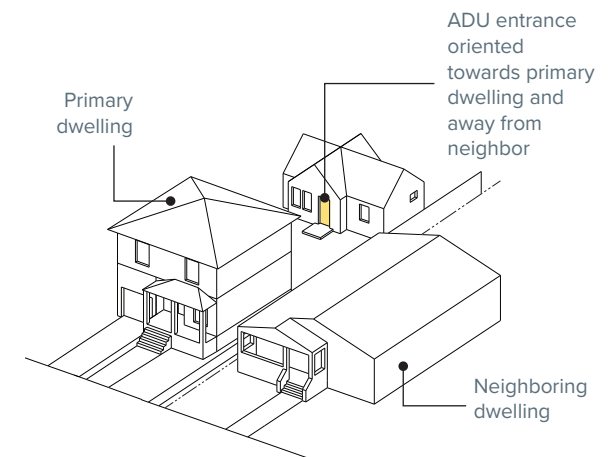 ADU entrance
oriented
towards primary
dwelling and
away from
neighbor
Primary
dwelling
Neighboring
dwelling